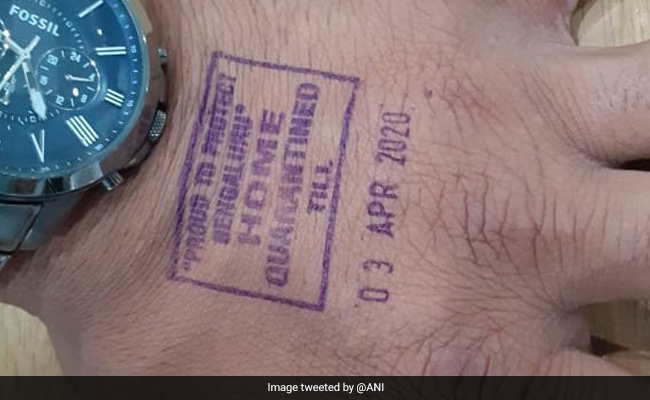 FOSSIL
"PROUD TO PROTECT
BENGALURU"
HOME
QUARANTINED
TILL
03 APR 2020
Image tweeted by @ANI